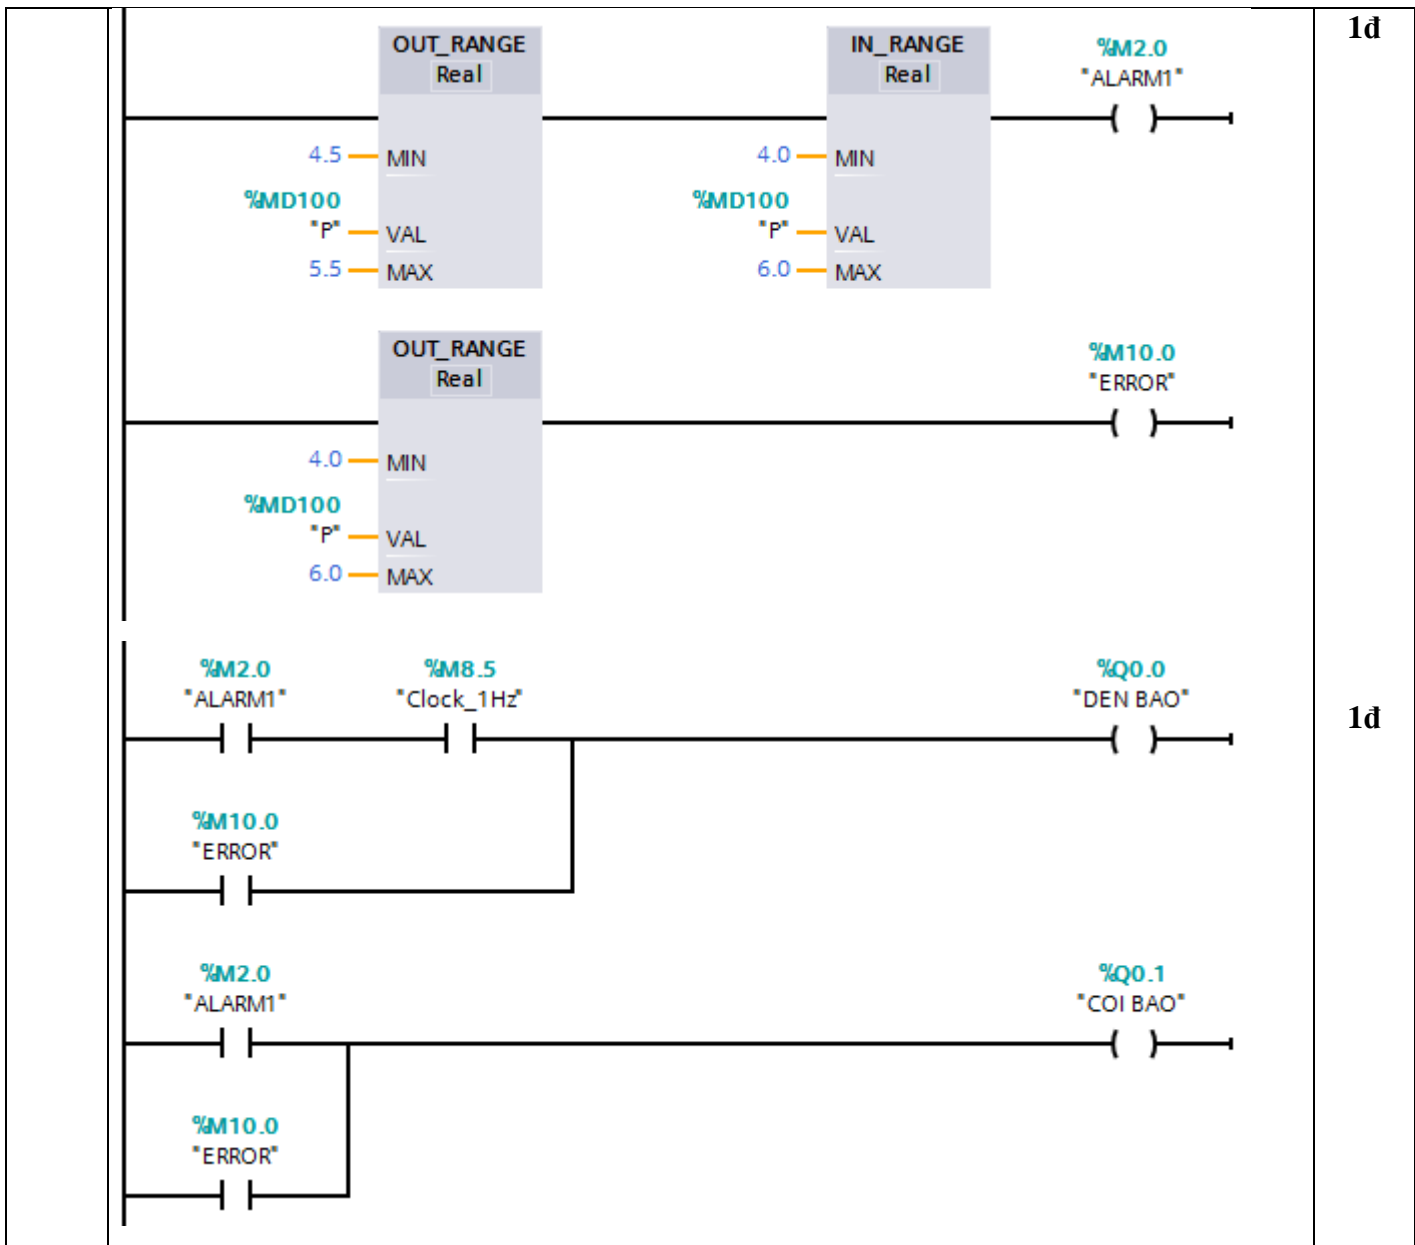 1đ
OUT_RANGE
Real
IN_RANGE
Real
%M2.0
"ALARM1"
4.5 MIN
%MD100
"P" VAL
5.5 MAX
4.0 MIN
%MD100
"P" VAL
6.0 MAX
OUT_RANGE
Real
%M10.0
"ERROR"
4.0 MIN
%MD100
"P" VAL
6.0 MAX
%M2.0
"ALARM1"
%M8.5
"Clock_1Hz"
%Q0.0
"DEN BAO"
1đ
%M10.0
"ERROR"
%M2.0
"ALARM1"
%Q0.1
"COI BAO"
%M10.0
"ERROR"